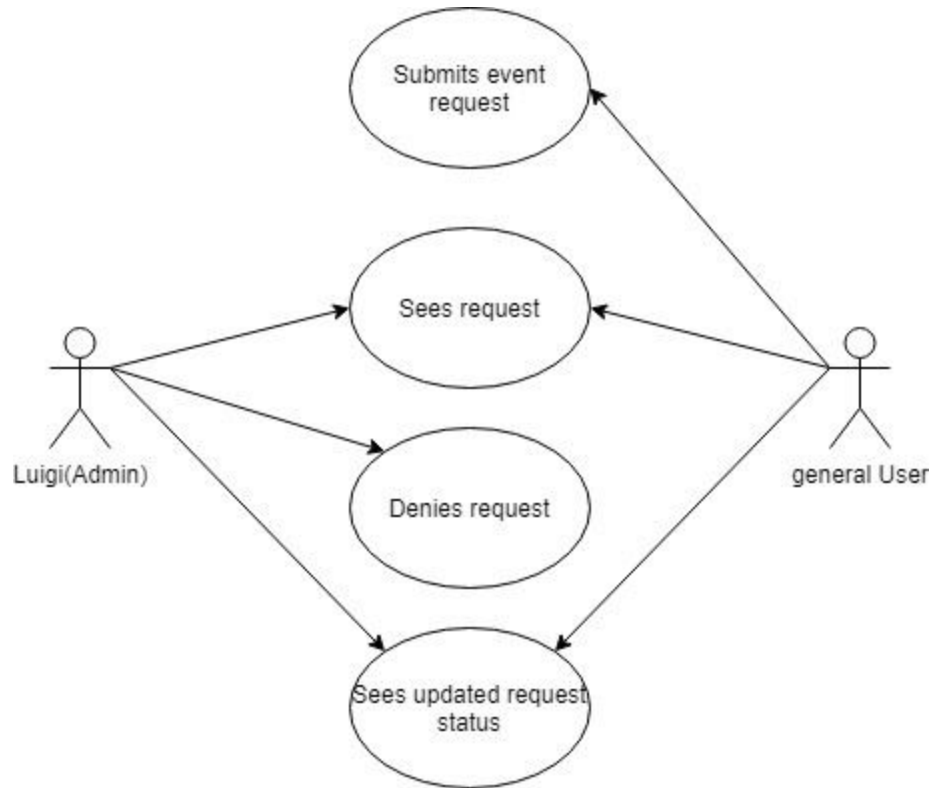 Submits event
request
Sees request
Luigi(Admin)
general User
Denies request
Sees updated request
status